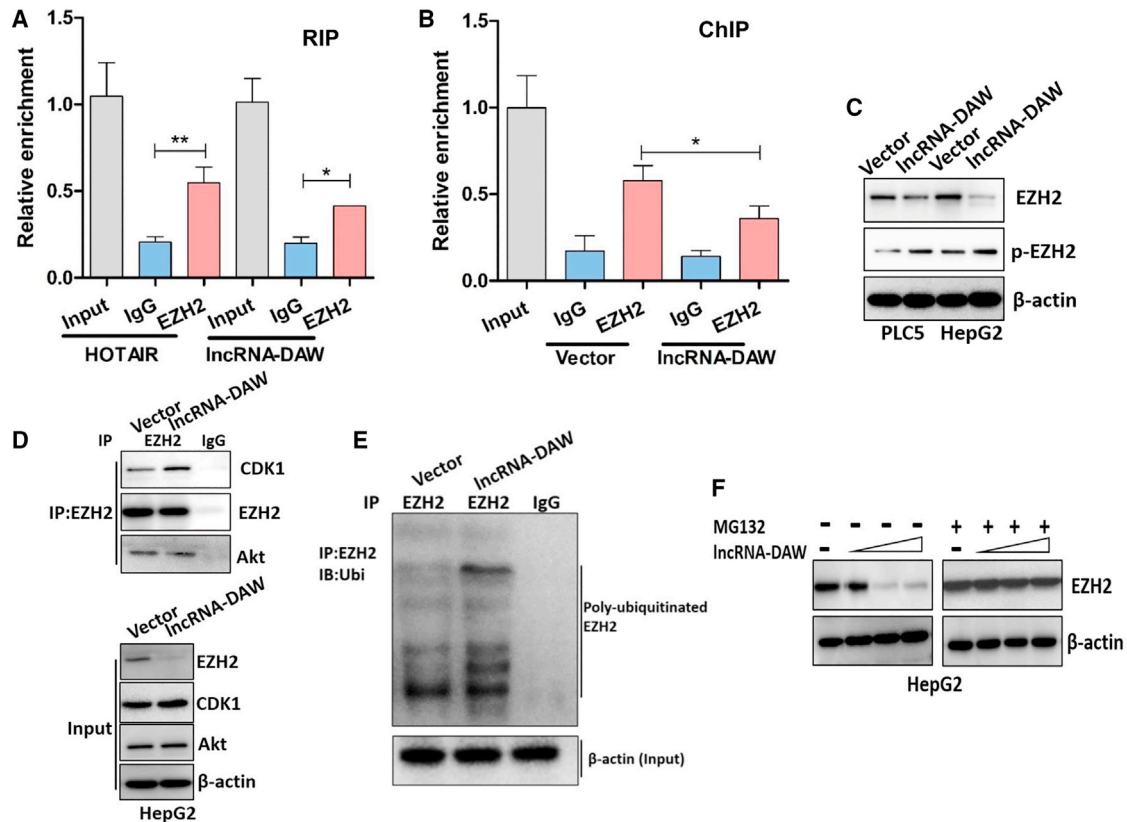 A
RIP
Relative enrichment
1.5
1.0
0.5
0.0
Input IgG EZH2 Input IgG EZH2
** *
HOTAIR lncRNA-DAW
B
ChIP
Relative enrichment
1.5
1.0
0.5
0.0
*
Input IgG EZH2 IgG EZH2
Vector lncRNA-DAW
C
Vector lncRNA-DAW Vector lncRNA-DAW
EZH2
p-EZH2
β-actin
PLC5 HepG2
D
Vector lncRNA-DAW
IP EZH2 IgG
CDK1
IP:EZH2 EZH2
Akt
Vector lncRNA-DAW
EZH2
CDK1
Input
Akt
β-actin
HepG2
E
Vector lncRNA-DAW
IP EZH2 EZH2 IgG
IP:EZH2
IB:Ubi
Poly-ubiquitinated
EZH2
β-actin (Input)
F
MG132 - - - - + + + +
lncRNA-DAW - -
EZH2
β-actin
HepG2